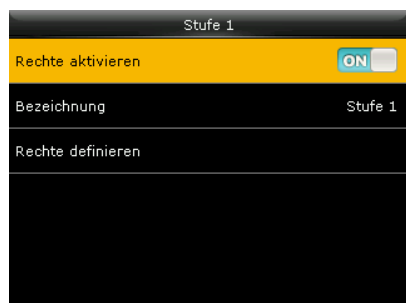 Stufe 1
Rechte aktivieren ON
Bezeichnung Stufe 1
Rechte definieren